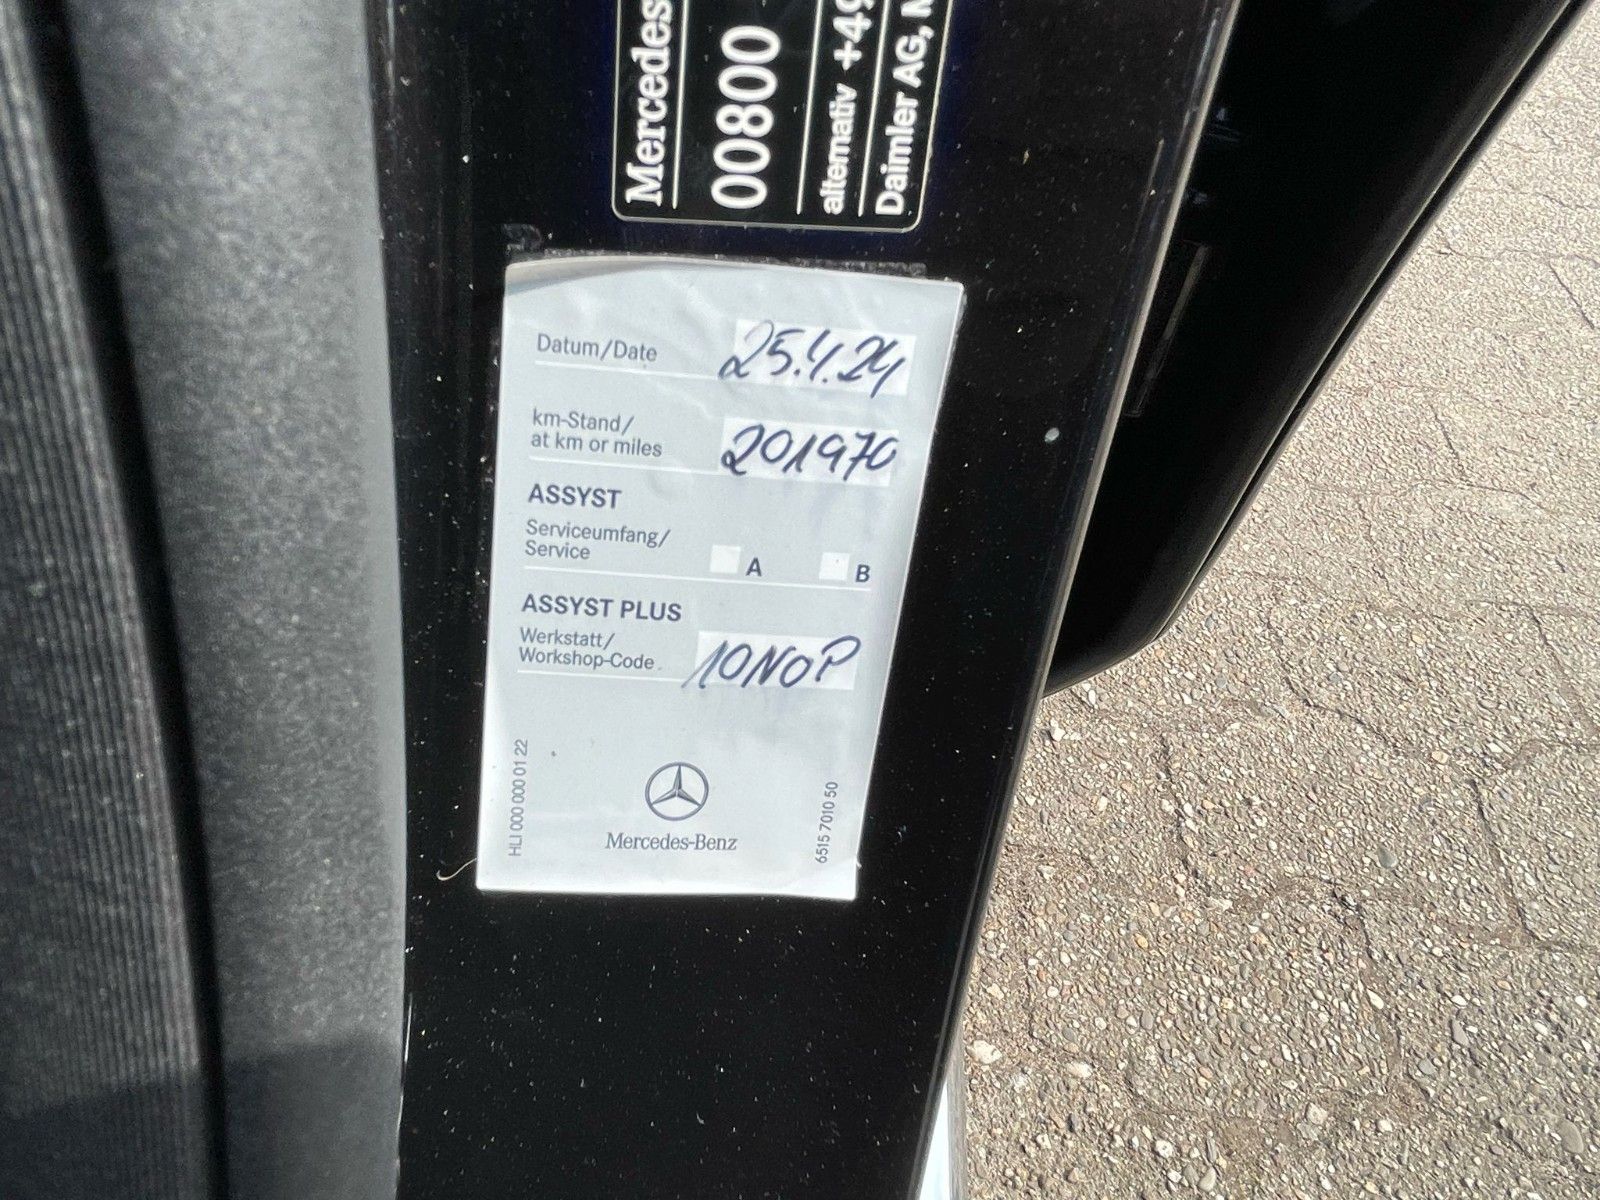 Mercedes
00800
alternativ +49
Daimler AG,
Datum/Date 25.4.24
km-Stand/
at km or miles 201970
ASSYST
Serviceumfang/
Service A B
ASSYST PLUS
Werkstatt/
Workshop-Code 10NOP
HLI 000 000 01 22
Mercedes-Benz
6515 7010 50